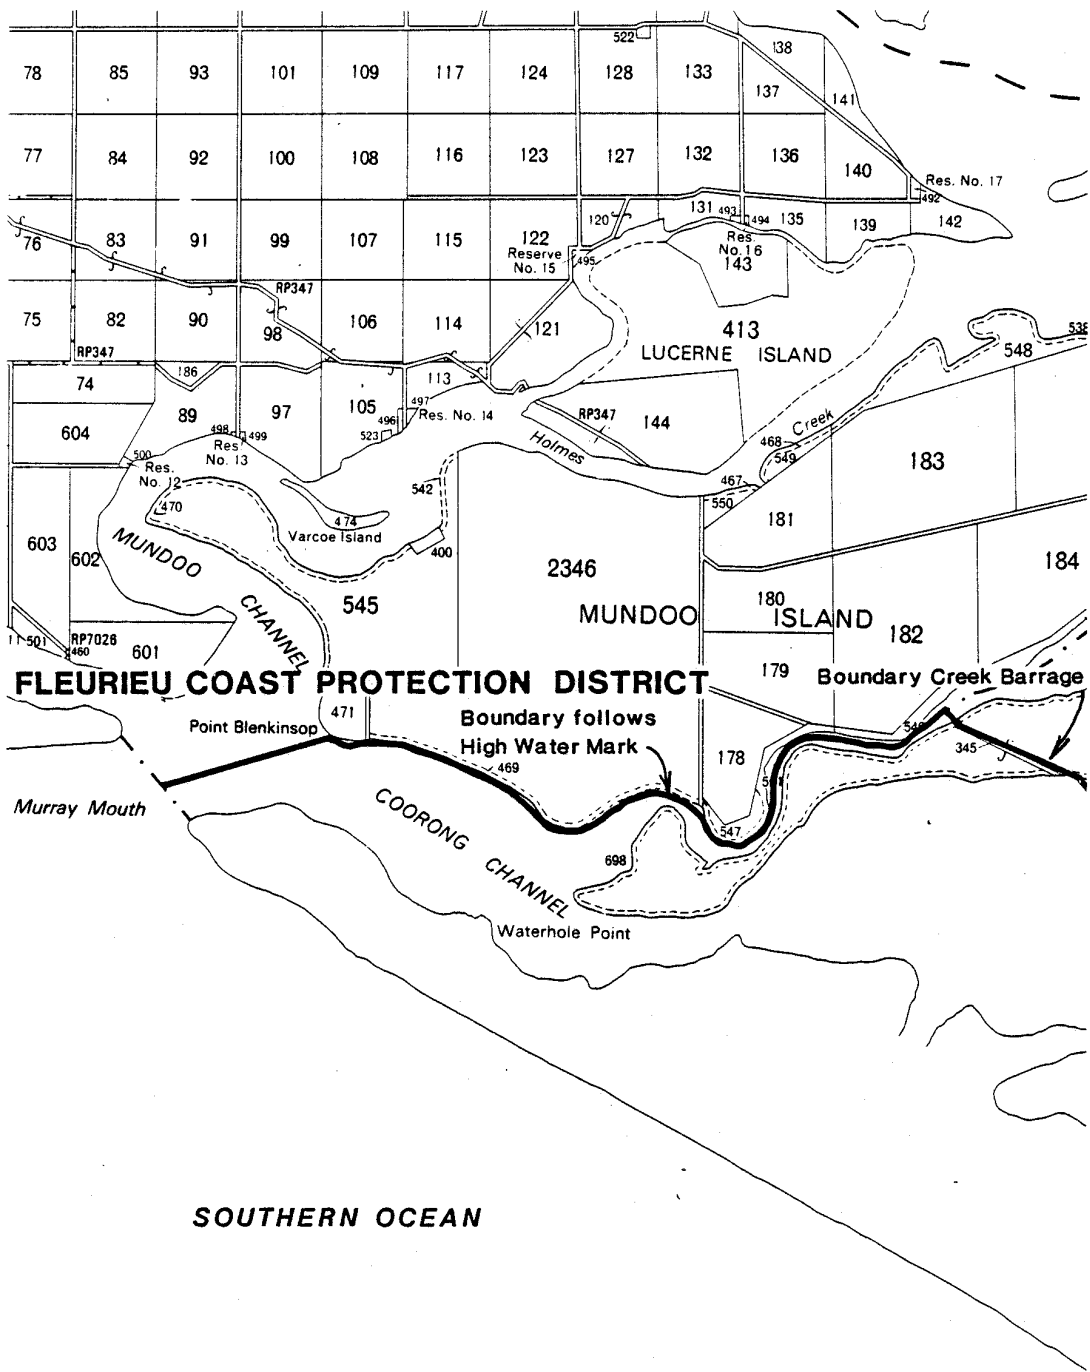 522
138
78 85 93 101 109 117 124 128 133
137
141
77 84 92 100 108 116 123 127 132 136
140
Res. No. 17
492
76 83 91 99 107 115 122 120 131 493 494 135 139 142
Reserve
No. 15
495
Res.
No. 16
143
RP347
75 82 90 98 106 114 121
413
LUCERNE ISLAND
538
548
RP347
74 186 113
89 97 105
497
496
Res. No. 14
523
RP347
144
604
498 499
Res.
No. 13
Holmes
Creek
468
549
183
500
Res.
No. 12
470
542
467
550
474
Varcoe Island
400
181
603
602
MUNDOO
CHANNEL
545
2346
184
180
MUNDOO ISLAND
182
11 501
RP7026
460
601
179
FLEURIEU COAST PROTECTION DISTRICT
Boundary Creek Barrage
471
Point Blenkinsop
Boundary follows
High Water Mark
345
178
469
Murray Mouth
COORONG
CHANNEL
547
698
Waterhole Point
SOUTHERN OCEAN